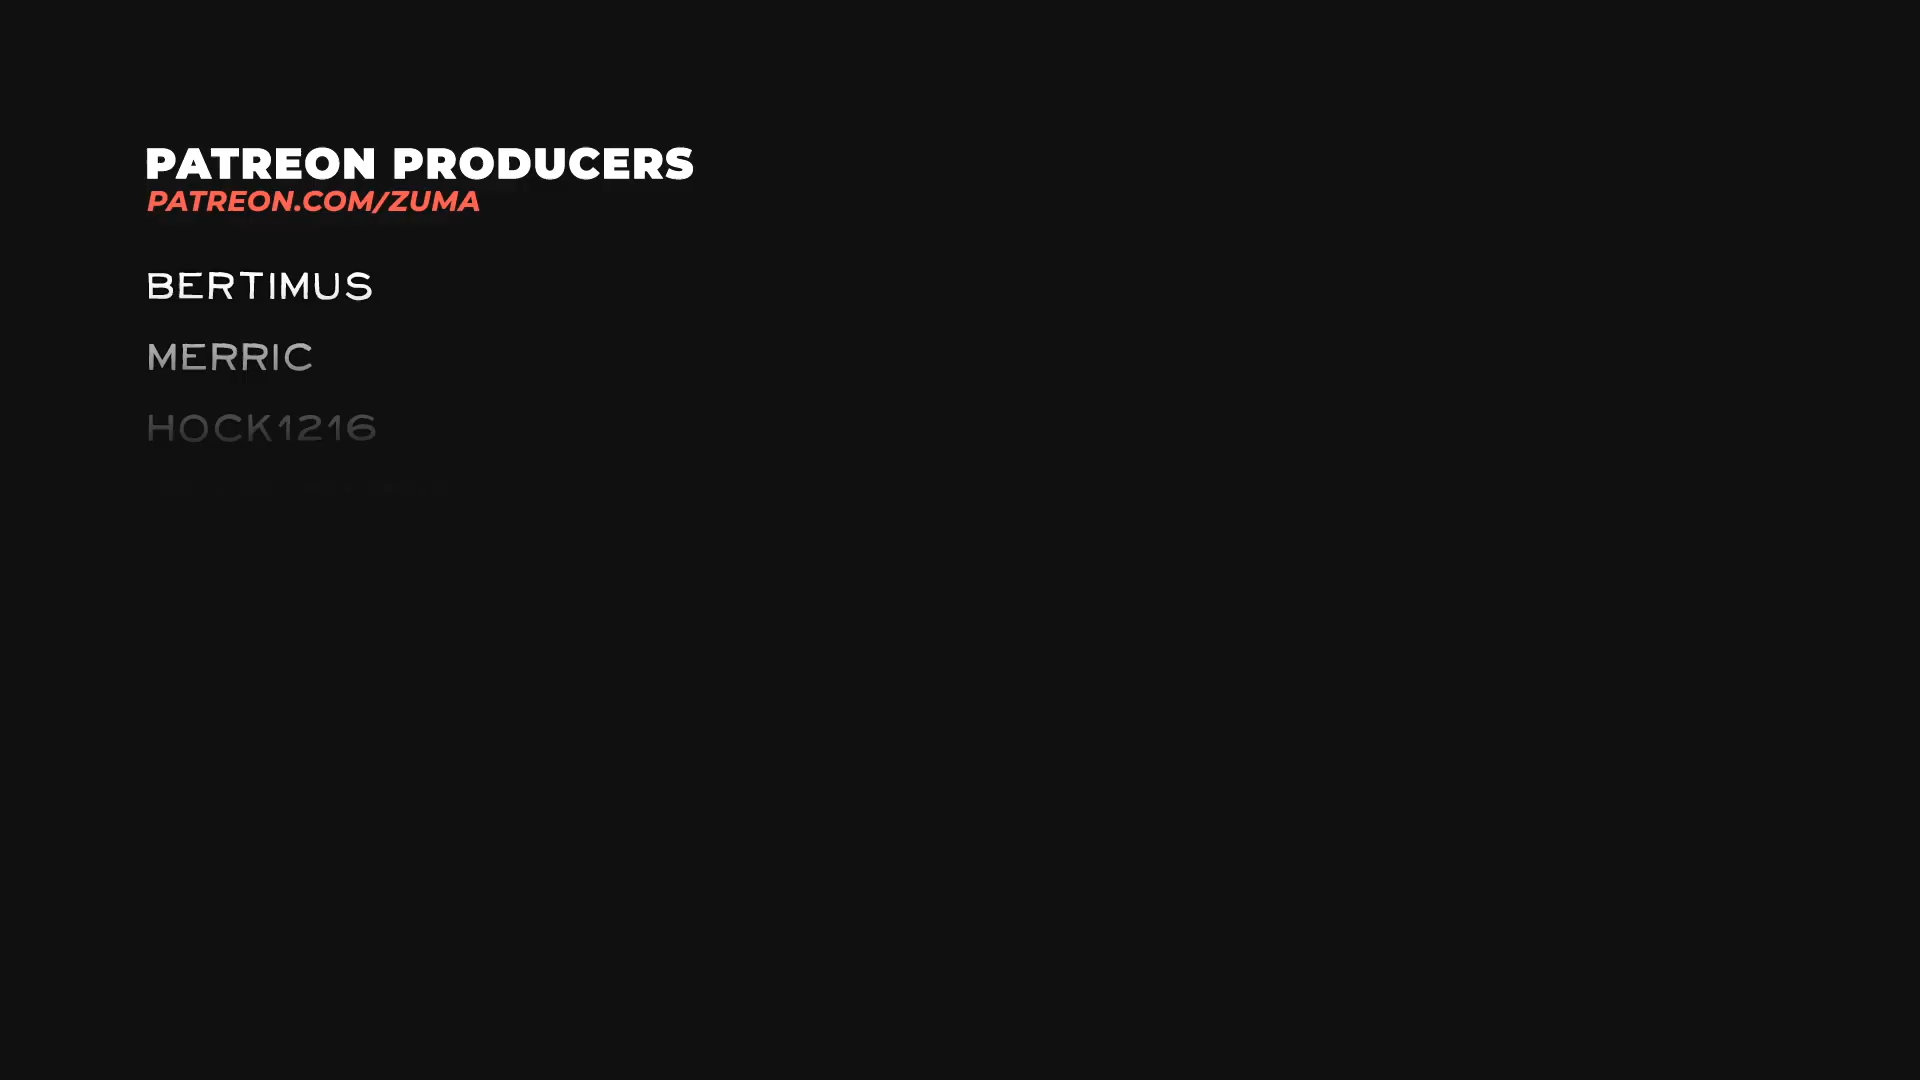 PATREON PRODUCERS
PATREON.COM/ZUMA
BERTIMUS
MERRIC
HOCK1216